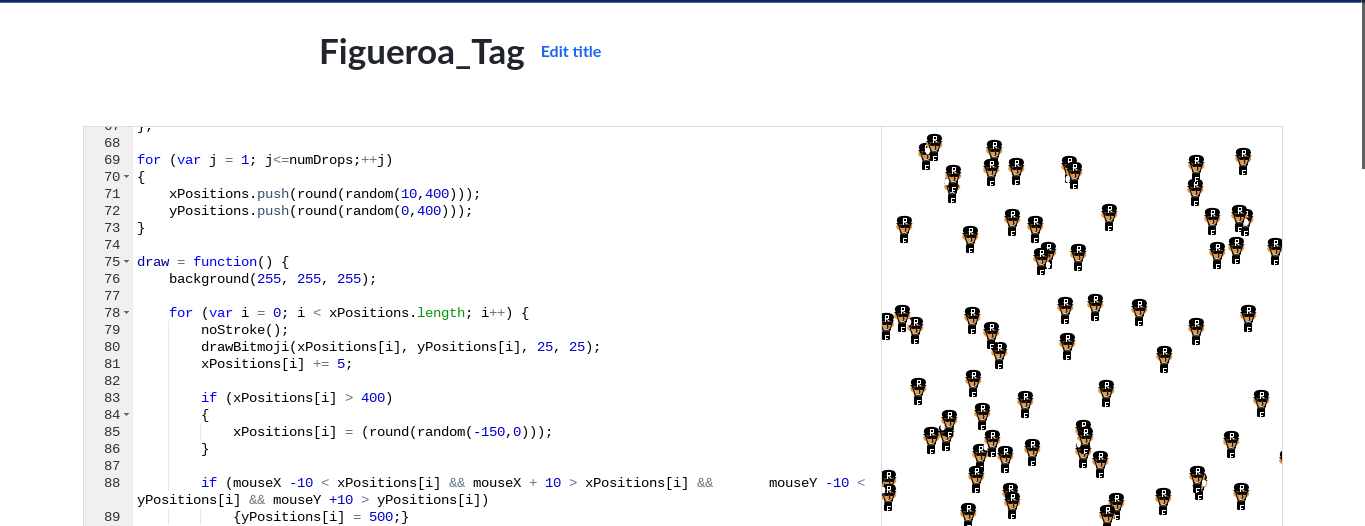 Figueroa_Tag Edit title
67 };
68
69 for (var j = 1; j<=numDrops;++j)
70 {
71 xPositions.push(round(random(10,400)));
72 yPositions.push(round(random(0,400)));
73 }
74
75 draw = function() {
76 background(255, 255, 255);
77
78 for (var i = 0; i < xPositions.length; i++) {
79 noStroke();
80 drawBitmoji(xPositions[i], yPositions[i], 25, 25);
81 xPositions[i] += 5;
82
83 if (xPositions[i] > 400)
84 {
85 xPositions[i] = (round(random(-150,0)));
86 }
87
88 if (mouseX -10 < xPositions[i] && mouseX + 10 > xPositions[i] && mouseY -10 <
yPositions[i] && mouseY +10 > yPositions[i])
89 {yPositions[i] = 500;}